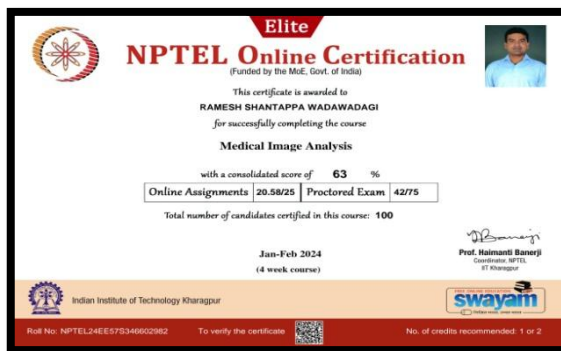 Elite
NPTEL Online Certification
(Funded by the MoE, Govt. of India)
This certificate is awarded to
RAMESH SHANTAPPA WADAWADAGI
for successfully completing the course
Medical Image Analysis
with a consolidated score of 63 %
Online Assignments 20.58/25 Proctored Exam 42/75
Total number of candidates certified in this course: 100
Jan-Feb 2024
(4 week course)
Prof. Haimanti Banerji
Coordinator, NPTEL
IIT Kharagpur
Indian Institute of Technology Kharagpur
FREE ONLINE EDUCATION
swayam
Roll No: NPTEL24EE57S346602982 To verify the certificate No. of credits recommended: 1 or 2